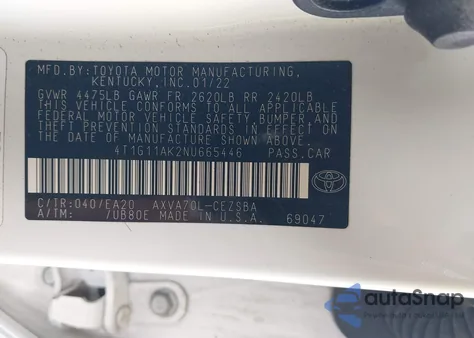 MFD.BY:TOYOTA MOTOR MANUFACTURING,
KENTUCKY, INC.01/22
GVWR 4475LB GAWR FR 2620LB RR 2420LB
THIS VEHICLE CONFORMS TO ALL APPLICABLE
FEDERAL MOTOR VEHICLE SAFETY, BUMPER,
AND THEFT PREVENTION STANDARDS IN EFFECT ON
THE DATE OF MANUFACTURE SHOWN ABOVE.
4T1G11AK2NU665446 PASS.CAR
C/TR:040/EA20 AXVA70L-CEZSBA
A/TM: 7UB80E MADE IN U.S.A. 69047
TOYOTA
autoSnap